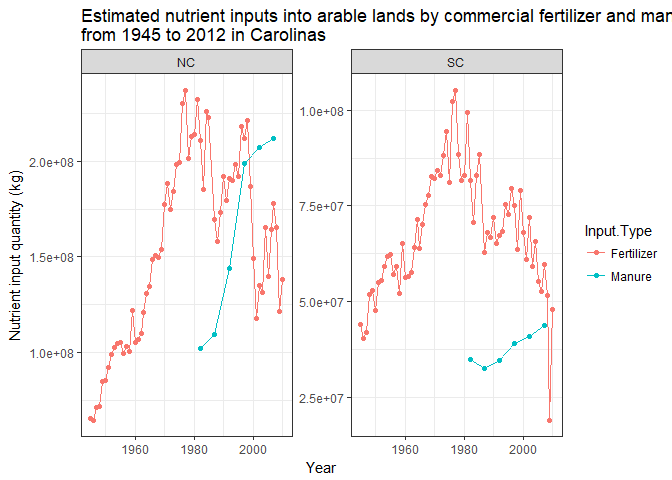 Estimated nutrient inputs into arable lands by commercial fertilizer and
from 1945 to 2012 in Carolinas
NC
SC
Nutrient input quantity (kg)
2.0e+08
1.5e+08
1.0e+08
1.0e+08
7.5e+07
5.0e+07
2.5e+07
1960
1980
2000
1960
1980
2000
Year
Input.Type
Fertilizer
Manure